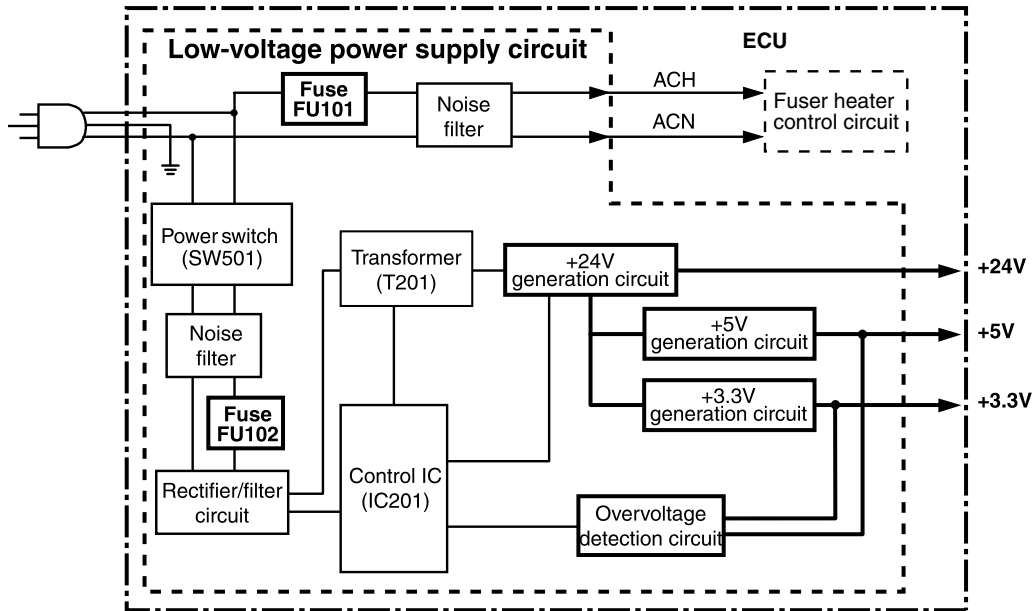 Low-voltage power supply circuit
ECU
Fuse
FU101
Noise
filter
ACH
ACN
Fuser heater
control circuit
Power switch
(SW501)
Transformer
(T201)
+24V
generation circuit
+24V
+5V
generation circuit
+5V
Noise
filter
+3.3V
generation circuit
+3.3V
Fuse
FU102
Control IC
(IC201)
Rectifier/filter
circuit
Overvoltage
detection circuit